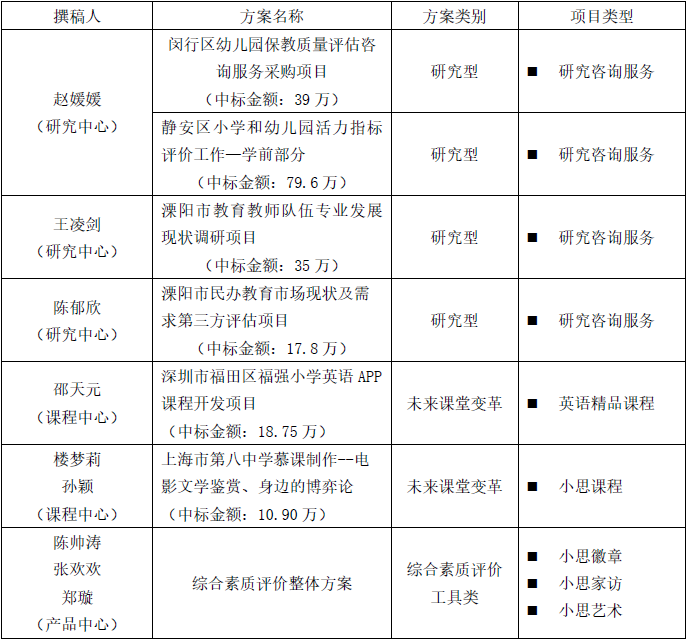 撰稿人 方案名称 方案类别 项目类型
赵媛媛
（研究中心）
闵行区幼儿园保教质量评估咨
询服务采购项目
（中标金额：39 万）
研究型
■ 研究咨询服务
静安区小学和幼儿园活力指标
评价工作—学前部分
（中标金额：79.6 万）
研究型
■ 研究咨询服务
王凌剑
（研究中心）
溧阳市教育教师队伍专业发展
现状调研项目
（中标金额：35 万）
研究型
■ 研究咨询服务
陈郁欣
（研究中心）
溧阳市民办教育市场现状及需
求第三方评估项目
（中标金额：17.8 万）
研究型
■ 研究咨询服务
邵天元
（课程中心）
深圳市福田区福强小学英语 APP
课程开发项目
（中标金额：18.75 万）
未来课堂变革
■ 英语精品课程
楼梦莉
孙颖
（课程中心）
上海市第八中学慕课制作--电
影文学鉴赏、身边的博弈论
（中标金额：10.90 万）
未来课堂变革
■ 小思课程
陈帅涛
张欢欢
郑璇
（产品中心）
综合素质评价整体方案
综合素质评价
工具类
■ 小思徽章
■ 小思家访
■ 小思艺术